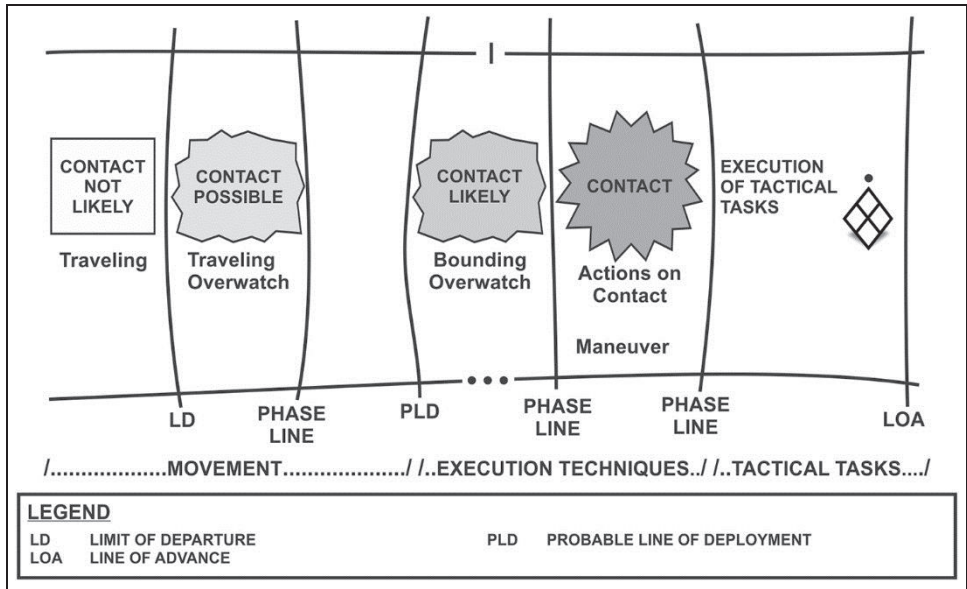 I
CONTACT
NOT
LIKELY
Traveling
CONTACT
POSSIBLE
Traveling
Overwatch
CONTACT
LIKELY
Bounding
Overwatch
CONTACT
Actions on
Contact
Maneuver
EXECUTION
OF TACTICAL
TASKS
•••
LD
PHASE
LINE
PLD
PHASE
LINE
PHASE
LINE
LOA
/...................MOVEMENT...................../ /..EXECUTION TECHNIQUES../ /..TACTICAL TASKS..../
LEGEND
LD LIMIT OF DEPARTURE
LOA LINE OF ADVANCE
PLD PROBABLE LINE OF DEPLOYMENT